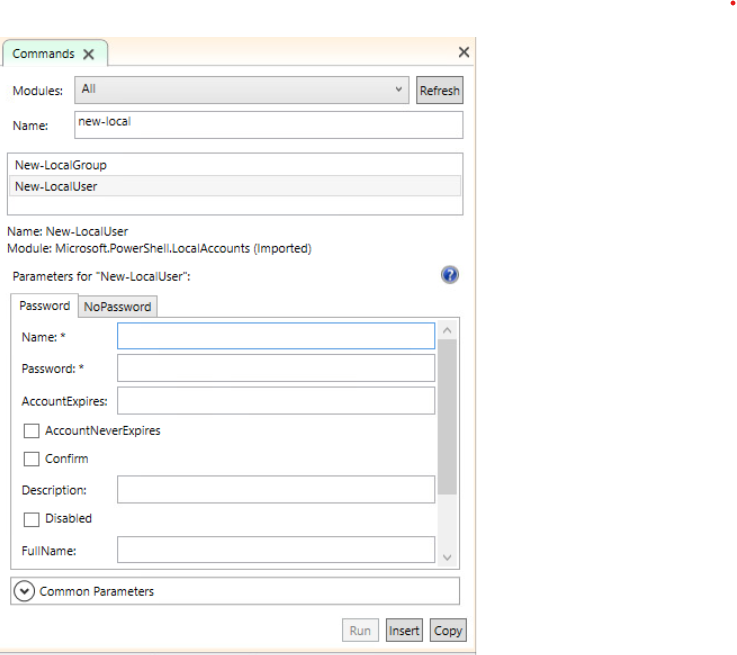 Commands
Modules: All Refresh
Name: new-local
New-LocalGroup
New-LocalUser
Name: New-LocalUser
Module: Microsoft.PowerShell.LocalAccounts (Imported)
Parameters for "New-LocalUser":
Password NoPassword
Name: *
Password: *
AccountExpires:
AccountNeverExpires
Confirm
Description:
Disabled
FullName:
Common Parameters
Run Insert Copy